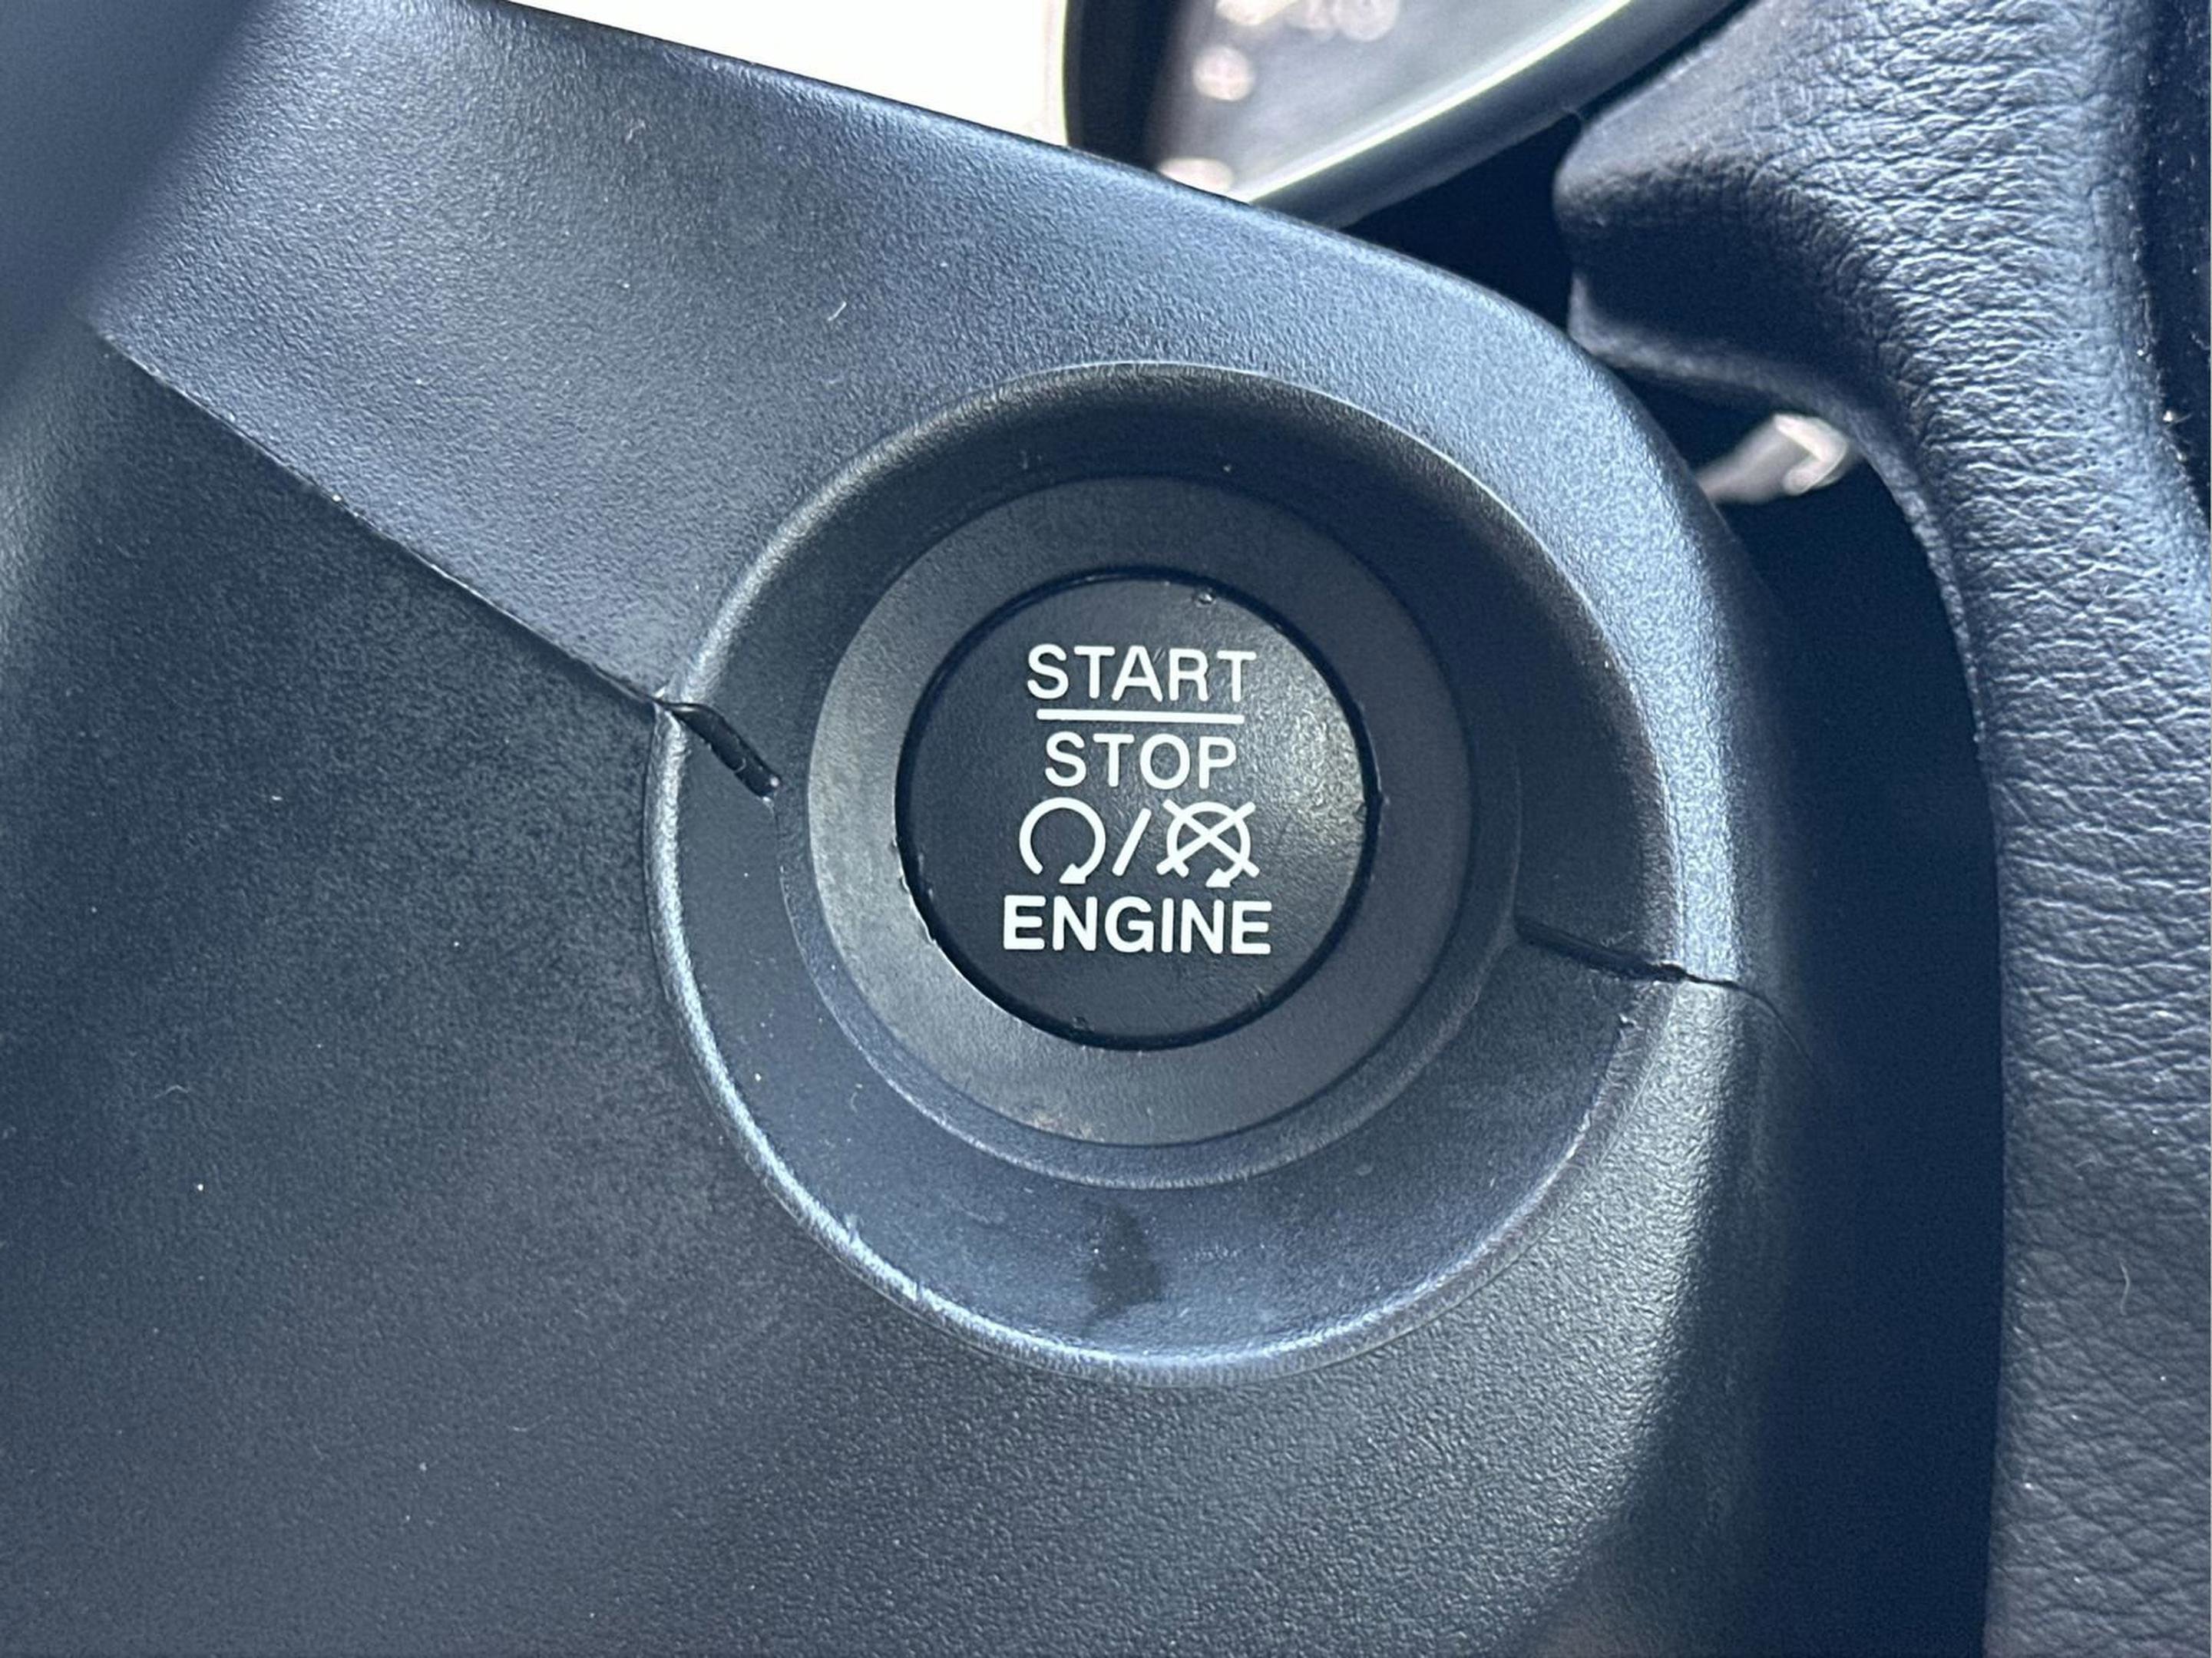 START
STOP
/
ENGINE